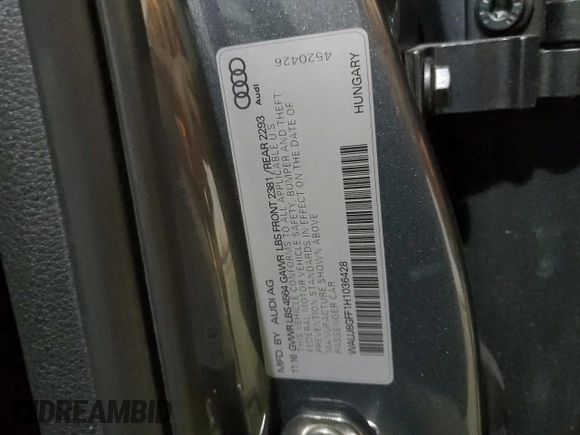 4520426
Audi
HUNGARY
MFD. BY AUDI AG
11.16 GVWR LBS 4564 GAWR LBS FRONT 2381 /REAR 2293
THIS VEHICLE CONFORMS TO ALL APPLICABLE U.S.
FEDERAL MOTOR VEHICLE SAFETY, BUMPER AND THEFT
PREVENTION STANDARDS IN EFFECT ON THE DATE OF
MANUFACTURE SHOWN ABOVE
PASSENGER CAR
WAUJ8GFF1H1036428
IDREAMBID